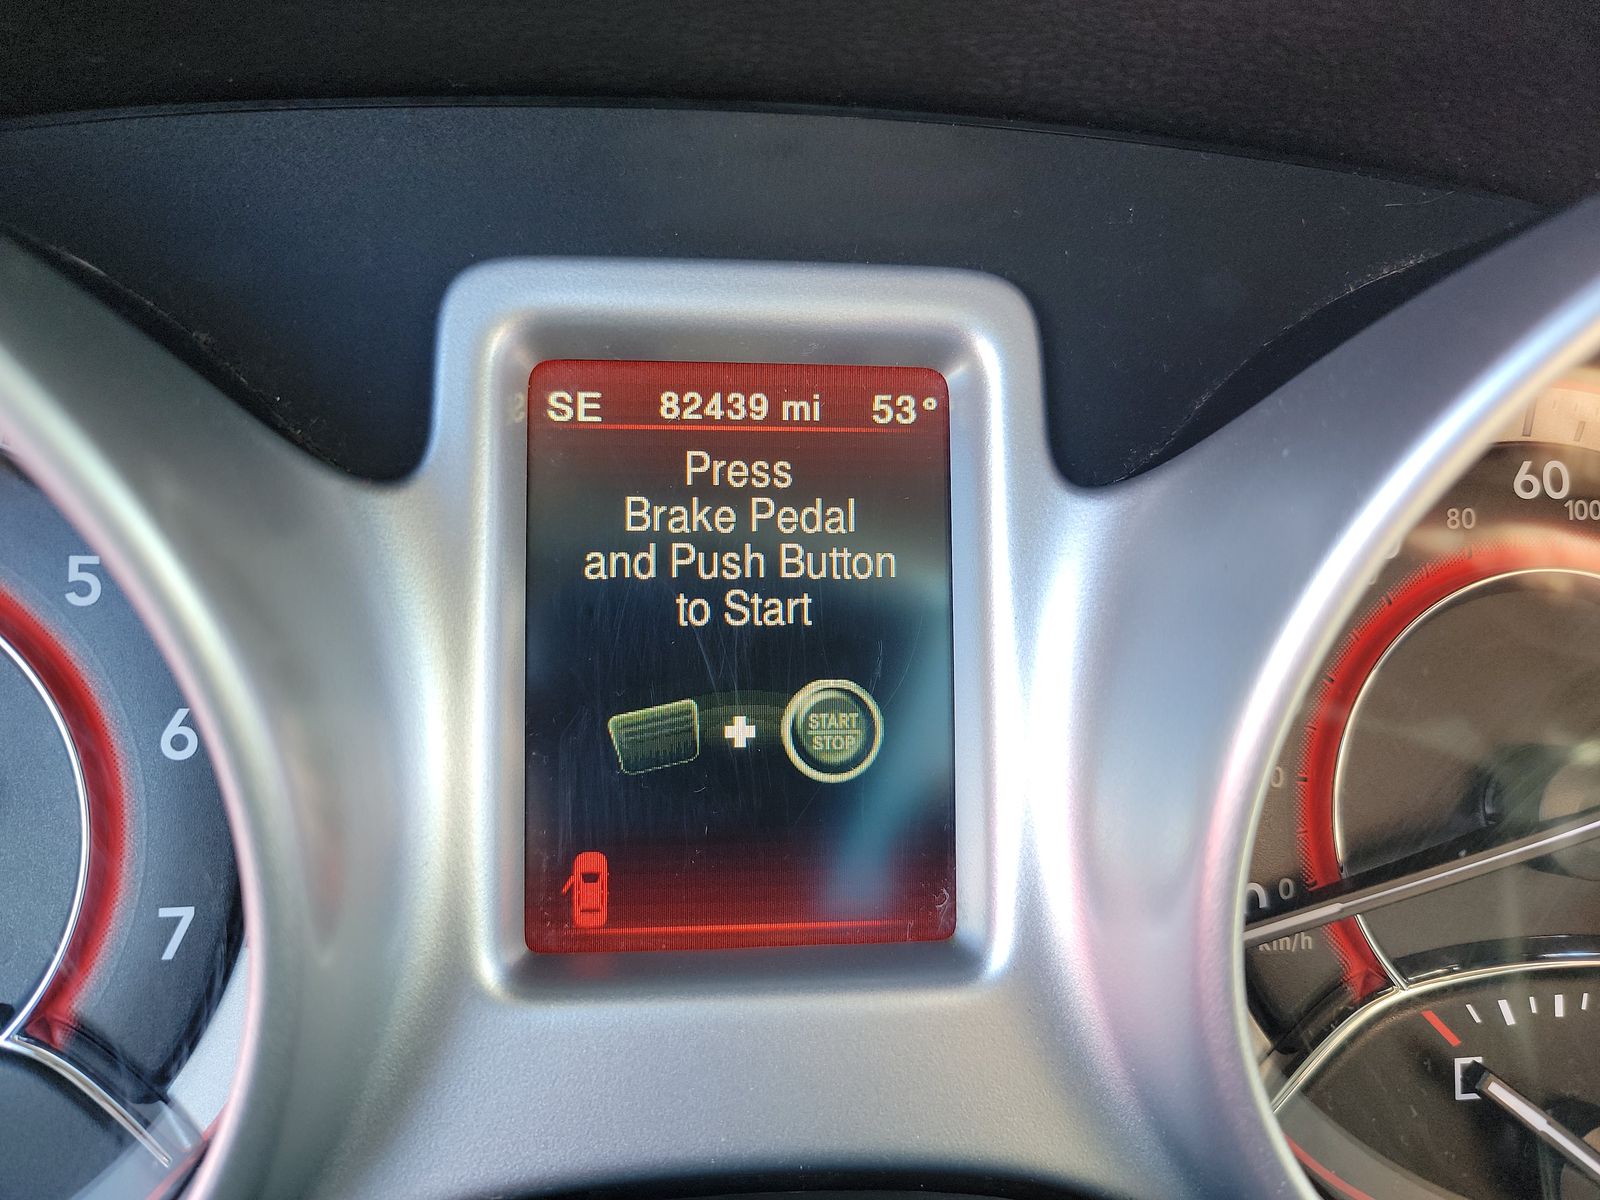 SE 82439 mi 53°
Press
Brake Pedal
and Push Button
to Start
START
STOP
5
6
7
60
80
100
0
km/h
E